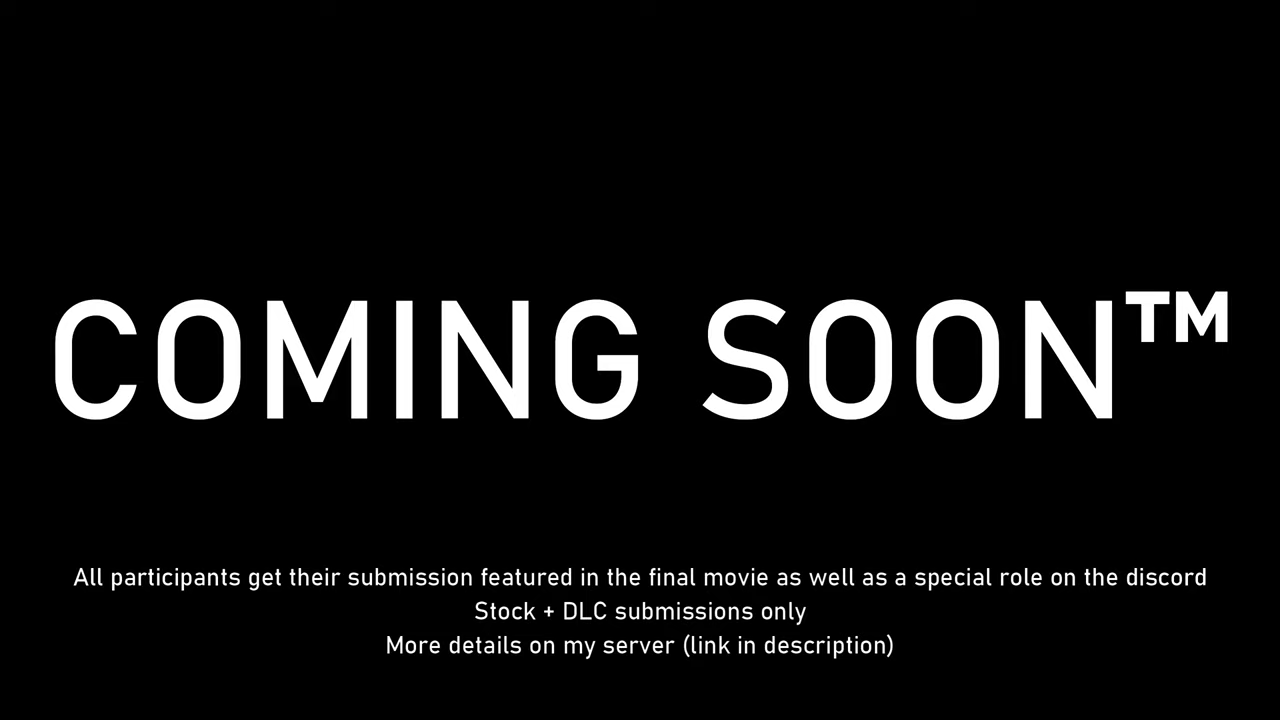 COMING SOON™
All participants get their submission featured in the final movie as well as a special role on the discord
Stock + DLC submissions only
More details on my server (link in description)